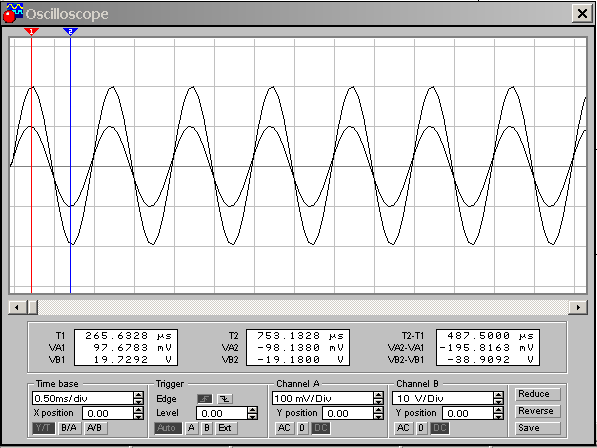 Oscilloscope
1 2
T1 265.6328 µs T2 753.1328 µs T2-T1 487.5000 µs
VA1 97.6783 mV VA2 -98.1380 mV VA2-VA1 -195.8163 mV
VB1 19.7292 V VB2 -19.1800 V VB2-VB1 -38.9092 V
Time base Trigger Channel A Channel B
0.50ms/div Edge 100 mV/Div 10 V/Div Reduce
X position 0.00 Level 0.00 Y position 0.00 Y position 0.00 Reverse
Y/T B/A A/B Auto A B Ext AC 0 DC AC 0 DC Save